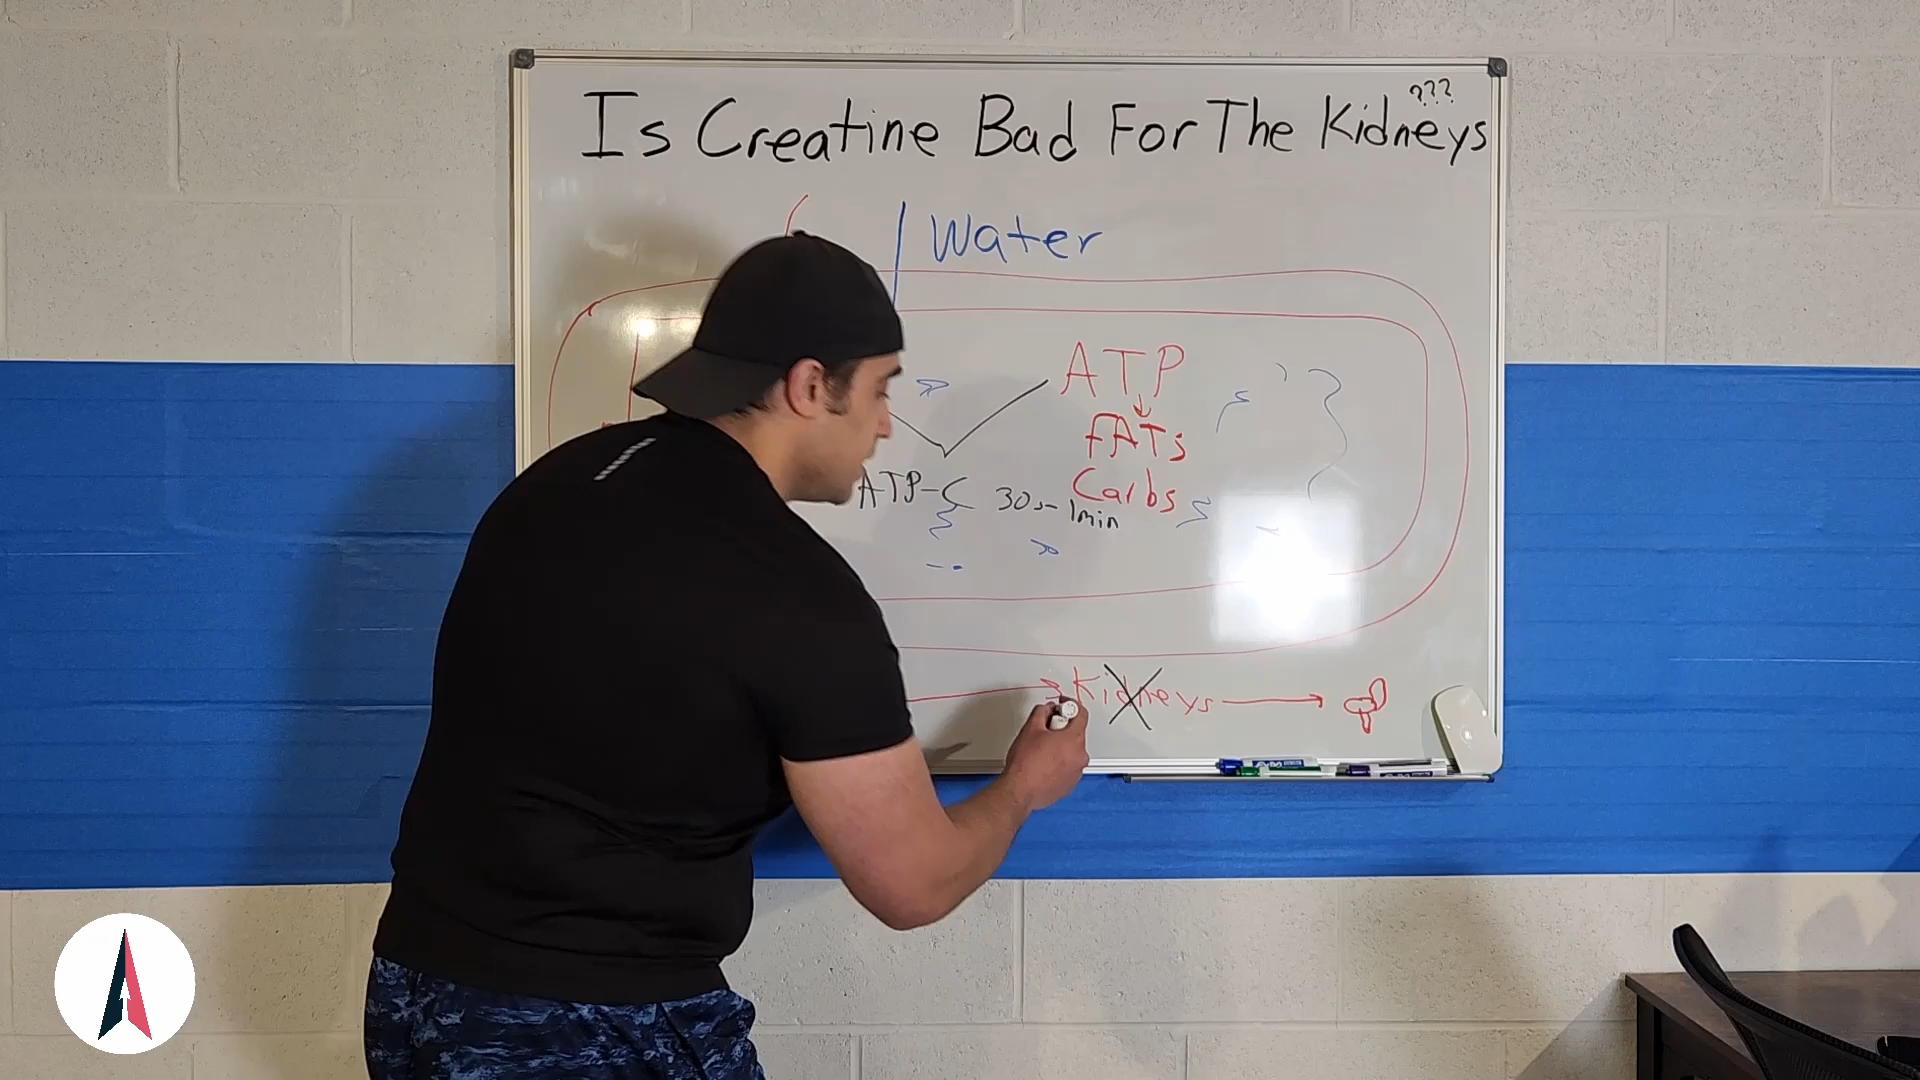 ???
Is Creatine Bad For The Kidneys
Water
ATP
FATs
Carbs
ATP-C 30s-1min
Kidneys